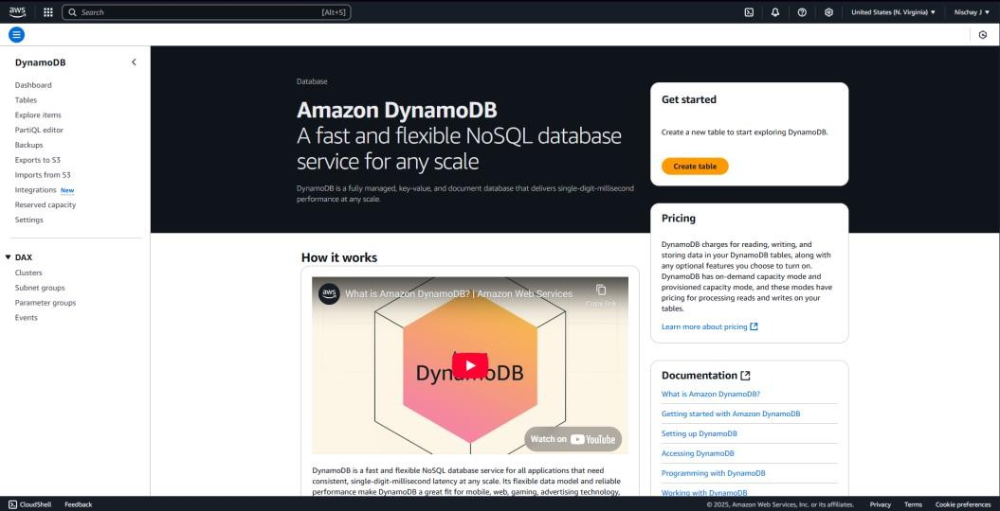 aws
Search
[Alt+S]
United States (N. Virginia)
Nischay J
DynamoDB
Dashboard
Tables
Explore items
PartiQL editor
Backups
Exports to S3
Imports from S3
Integrations New
Reserved capacity
Settings
DAX
Clusters
Subnet groups
Parameter groups
Events
Database
Amazon DynamoDB
A fast and flexible NoSQL database
service for any scale
DynamoDB is a fully managed, key-value, and document database that delivers single-digit-millisecond
performance at any scale.
How it works
aws
What is Amazon DynamoDB? | Amazon Web Services
Copy link
DynamoDB
Watch on YouTube
DynamoDB is a fast and flexible NoSQL database service for all applications that need
consistent, single-digit-millisecond latency at any scale. Its flexible data model and reliable
performance make DynamoDB a great fit for mobile, web, gaming, advertising technology,
Get started
Create a new table to start exploring DynamoDB.
Create table
Pricing
DynamoDB charges for reading, writing, and
storing data in your DynamoDB tables, along with
any optional features you choose to turn on.
DynamoDB has on-demand capacity mode and
provisioned capacity mode, and these modes have
pricing for processing reads and writes on your
tables.
Learn more about pricing
Documentation
What is Amazon DynamoDB?
Getting started with Amazon DynamoDB
Setting up DynamoDB
Accessing DynamoDB
Programming with DynamoDB
Working with DynamoDB
CloudShell
Feedback
© 2025, Amazon Web Services, Inc. or its affiliates.
Privacy
Terms
Cookie preferences